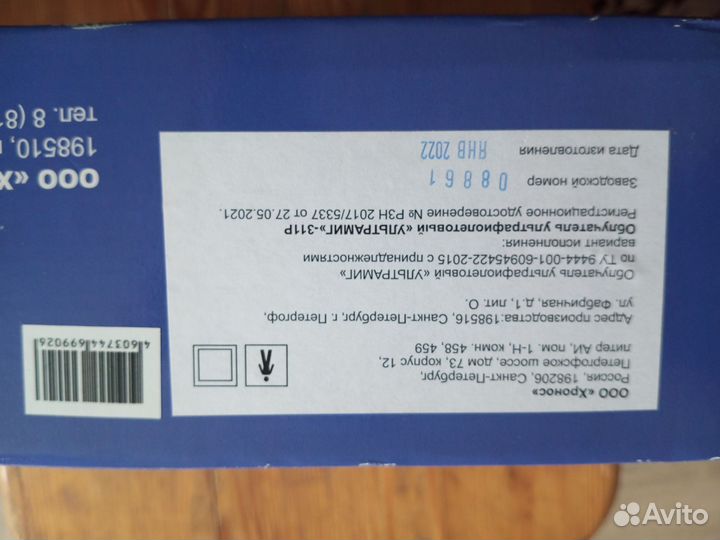 ООО «Хронос»
Россия. 198206, Санкт-Петербург,
Петергофское шоссе, дом 73, корпус 12,
литер АИ, пом. 1-Н, комн. 458, 459
Адрес производства:198516, Санкт-Петербург, г. Петергоф,
ул. Фабричная, д.1, лит. О.
Облучатель ультрафиолетовый «УЛЬТРАМИГ»
по ТУ 9444-001-60945422-2015 с принадлежностями
вариант исполнения:
Облучатель ультрафиолетовый «УЛЬТРАМИГ»-311Р
Регистрационное удостоверение № РЗН 2017/5337 от 27.05.2021.
Заводской номер 08861
Дата изготовления ЯНВ 2022
4603744699026
ООО «Х
198510,
тел. 8 (8
Avito